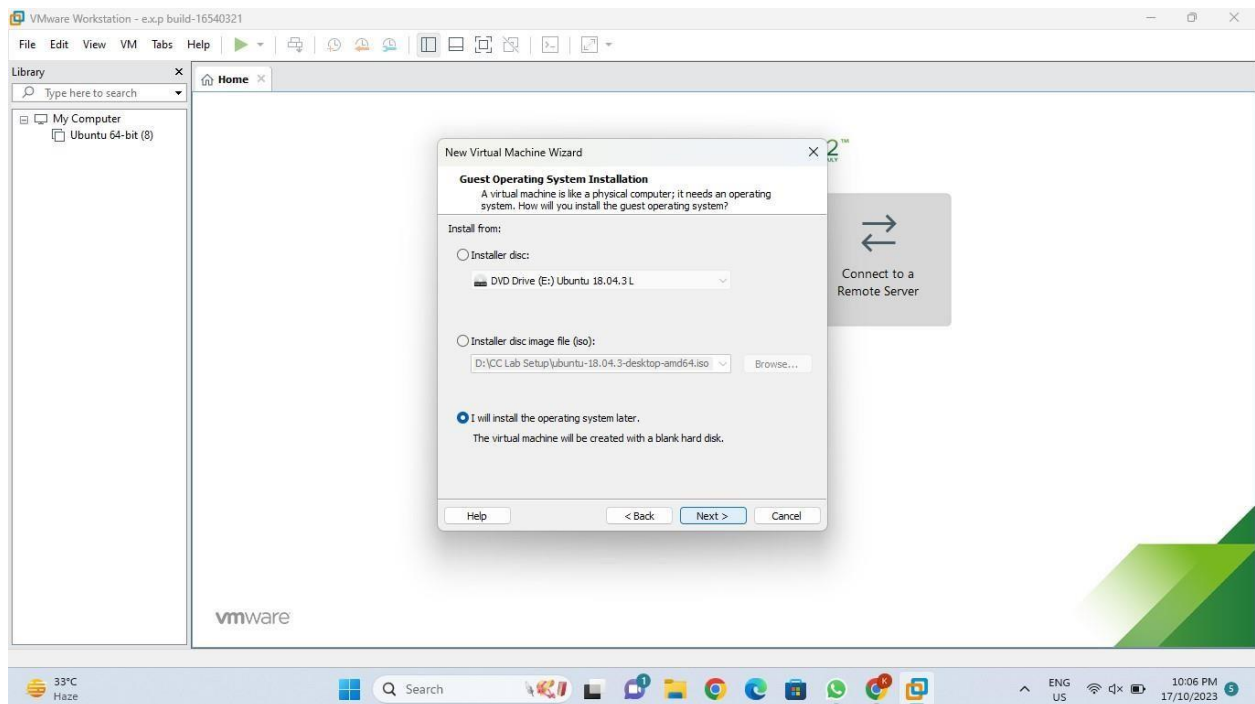 VMware Workstation - e.x.p build-16540321
File Edit View VM Tabs Help
Library
Type here to search
My Computer
Ubuntu 64-bit (8)
Home
2™
New Virtual Machine Wizard
Guest Operating System Installation
A virtual machine is like a physical computer; it needs an operating
system. How will you install the guest operating system?
Install from:
Installer disc:
DVD Drive (E:) Ubuntu 18.04.3 L
Installer disc image file (iso):
D:\CC Lab Setup\ubuntu-18.04.3-desktop-amd64.iso Browse...
I will install the operating system later.
The virtual machine will be created with a blank hard disk.
Help < Back Next > Cancel
Connect to a
Remote Server
vmware
33°C
Haze
Search
1
K
ENG
US
10:06 PM
17/10/2023
5